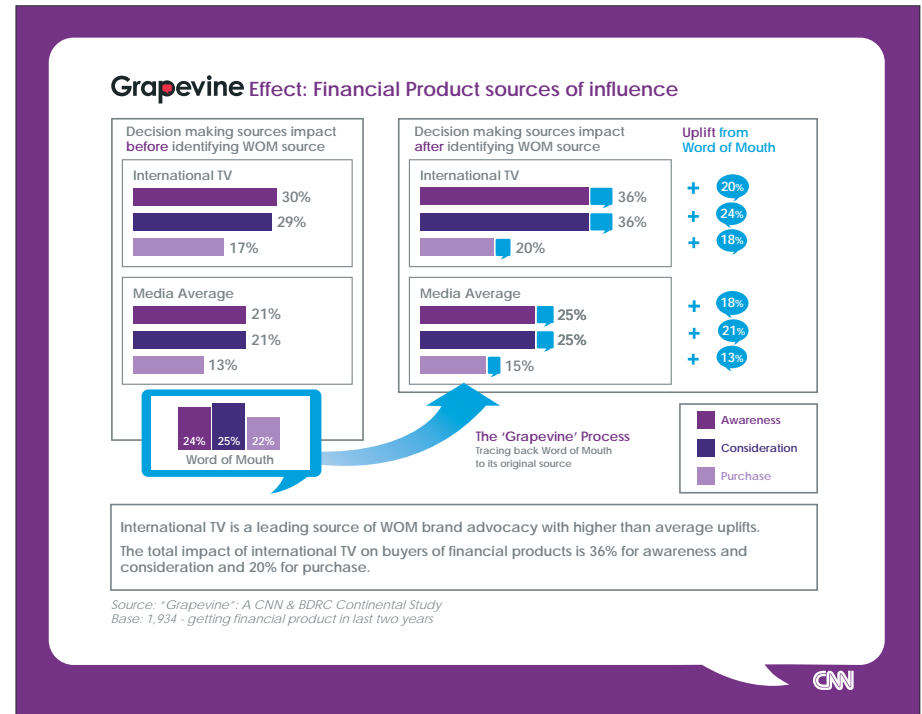 Grapevine Effect: Financial Product sources of influence
Decision making sources impact
before identifying WOM source
International TV
30%
29%
17%
Media Average
21%
21%
13%
24% 25% 22%
Word of Mouth
Decision making sources impact
after identifying WOM source
International TV
36%
36%
20%
Media Average
25%
25%
15%
Uplift from
Word of Mouth
+ 20%
+ 24%
+ 18%
+ 18%
+ 21%
+ 13%
The 'Grapevine' Process
Tracing back Word of Mouth
to its original source
Awareness
Consideration
Purchase
International TV is a leading source of WOM brand advocacy with higher than average uplifts.
The total impact of international TV on buyers of financial products is 36% for awareness and
consideration and 20% for purchase.
Source: "Grapevine": A CNN & BDRC Continental Study
Base: 1,934 - getting financial product in last two years
CNN